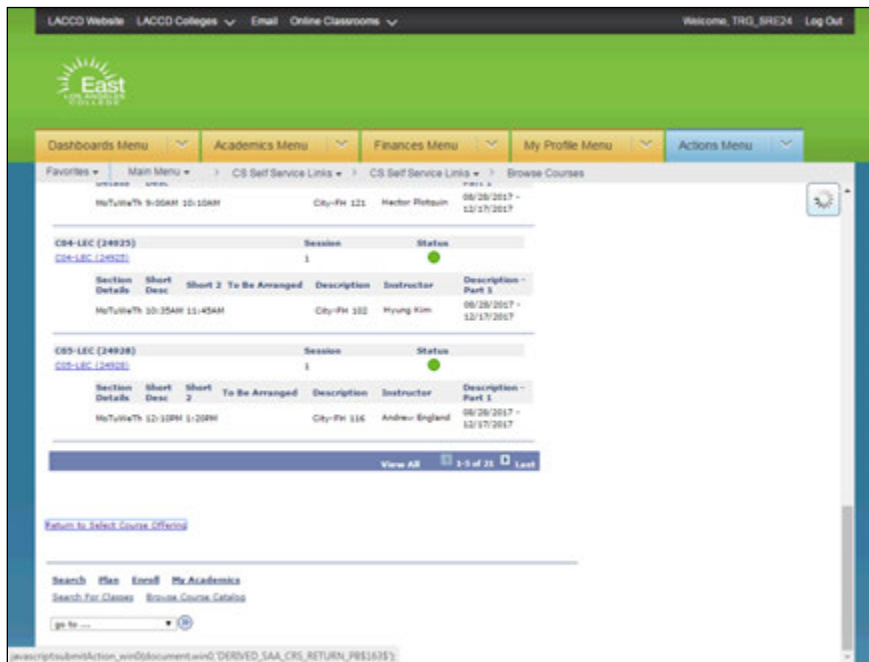 LACCD Website LACCD Colleges Email Online Classrooms Welcome, TRG_SRE24 Log Out
East
LOS ANGELES
COLLEGE
Dashboards Menu Academics Menu Finances Menu My Profile Menu Actions Menu
Favorites Main Menu > CS Self Service Links > CS Self Service Links > Browse Courses
Details Desc Part 1
MoTuWeTh 9:00AM 10:10AM City-FH 121 Hector Plotquin 08/28/2017 -
12/17/2017
C04-LEC (24925) Session Status
C04-LEC (24925) 1
Section Short Short 2 To Be Arranged Description Instructor Description -
Details Desc Part 1
MoTuWeTh 10:35AM 11:45AM City-FH 102 Hyung Kim 08/28/2017 -
12/17/2017
C05-LEC (24928) Session Status
C05-LEC (24928) 1
Section Short Short To Be Arranged Description Instructor Description -
Details Desc 2 Part 1
MoTuWeTh 12:10PM 1:20PM City-FH 116 Andrew England 08/28/2017 -
12/17/2017
View All 1-5 of 21 Last
Return to Select Course Offering
Search Plan Enroll My Academics
Search For Classes Browse Course Catalog
go to ...
javascript:submitAction_win0(document.win0,'DERIVED_SAA_CRS_RETURN_PB$163$');